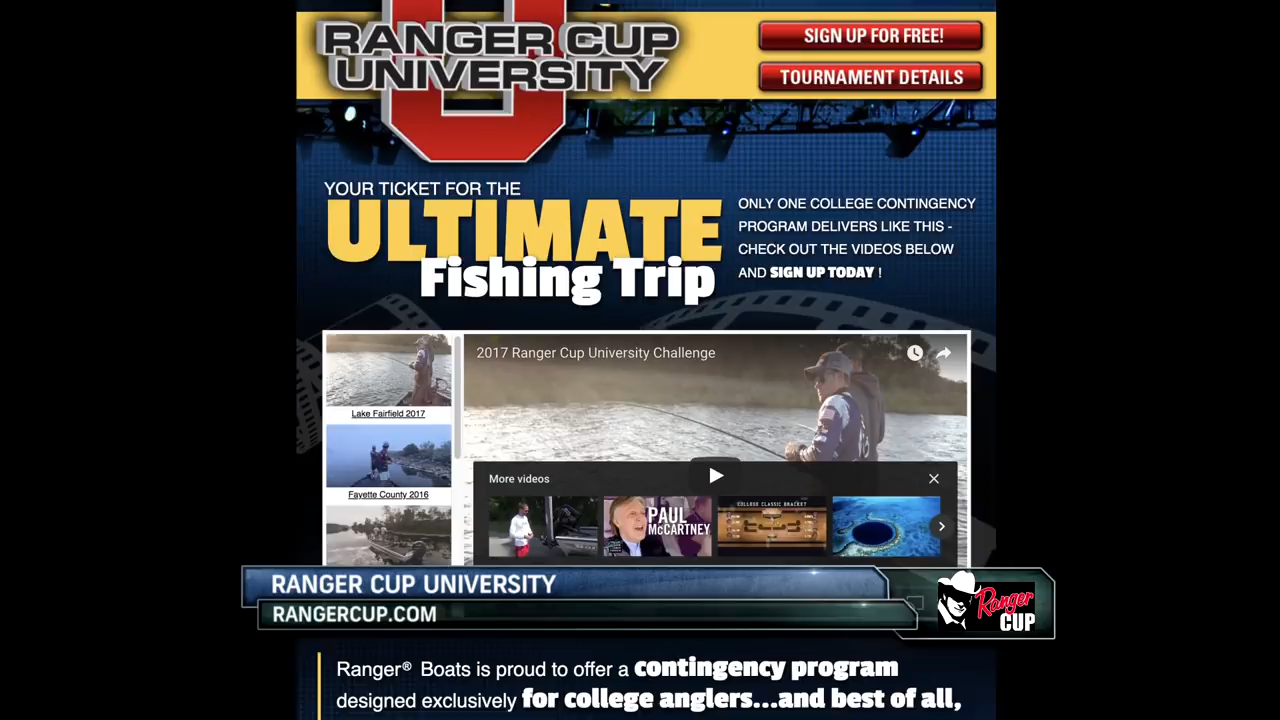 RANGER CUP
UNIVERSITY
SIGN UP FOR FREE!
TOURNAMENT DETAILS
YOUR TICKET FOR THE
ULTIMATE
Fishing Trip
ONLY ONE COLLEGE CONTINGENCY
PROGRAM DELIVERS LIKE THIS -
CHECK OUT THE VIDEOS BELOW
AND SIGN UP TODAY !
Lake Fairfield 2017
Fayette County 2016
2017 Ranger Cup University Challenge
More videos
PAUL
McCARTNEY
COLLEGE CLASSIC BRACKET
RANGER CUP UNIVERSITY
RANGERCUP.COM
Ranger
CUP
Ranger® Boats is proud to offer a contingency program
designed exclusively for college anglers...and best of all,